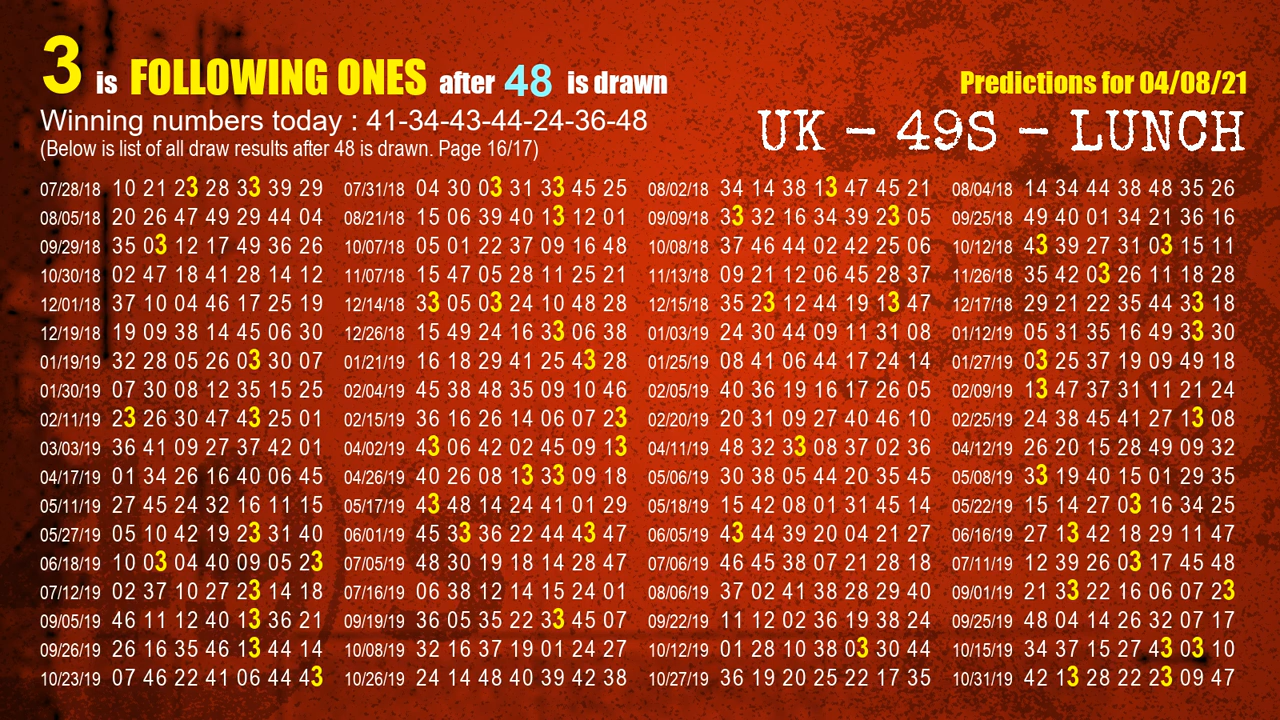 3 is FOLLOWING ONES after 48 is drawn
Predictions for 04/08/21
Winning numbers today : 41-34-43-44-24-36-48
UK - 49S - LUNCH
(Below is list of all draw results after 48 is drawn. Page 16/17)
07/28/18 10 21 23 28 33 39 29 07/31/18 04 30 03 31 33 45 25 08/02/18 34 14 38 13 47 45 21 08/04/18 14 34 44 38 48 35 26
08/05/18 20 26 47 49 29 44 04 08/21/18 15 06 39 40 13 12 01 09/09/18 33 32 16 34 39 23 05 09/25/18 49 40 01 34 21 36 16
09/29/18 35 03 12 17 49 36 26 10/07/18 05 01 22 37 09 16 48 10/08/18 37 46 44 02 42 25 06 10/12/18 43 39 27 31 03 15 11
10/30/18 02 47 18 41 28 14 12 11/07/18 15 47 05 28 11 25 21 11/13/18 09 21 12 06 45 28 37 11/26/18 35 42 03 26 11 18 28
12/01/18 37 10 04 46 17 25 19 12/14/18 33 05 03 24 10 48 28 12/15/18 35 23 12 44 19 13 47 12/17/18 29 21 22 35 44 33 18
12/19/18 19 09 38 14 45 06 30 12/26/18 15 49 24 16 33 06 38 01/03/19 24 30 44 09 11 31 08 01/12/19 05 31 35 16 49 33 30
01/19/19 32 28 05 26 03 30 07 01/21/19 16 18 29 41 25 43 28 01/25/19 08 41 06 44 17 24 14 01/27/19 03 25 37 19 09 49 18
01/30/19 07 30 08 12 35 15 25 02/04/19 45 38 48 35 09 10 46 02/05/19 40 36 19 16 17 26 05 02/09/19 13 47 37 31 11 21 24
02/11/19 23 26 30 47 43 25 01 02/15/19 36 16 26 14 06 07 23 02/20/19 20 31 09 27 40 46 10 02/25/19 24 38 45 41 27 13 08
03/03/19 36 41 09 27 37 42 01 04/02/19 43 06 42 02 45 09 13 04/11/19 48 32 33 08 37 02 36 04/12/19 26 20 15 28 49 09 32
04/17/19 01 34 26 16 40 06 45 04/26/19 40 26 08 13 33 09 18 05/06/19 30 38 05 44 20 35 45 05/08/19 33 19 40 15 01 29 35
05/11/19 27 45 24 32 16 11 15 05/17/19 43 48 14 24 41 01 29 05/18/19 15 42 08 01 31 45 14 05/22/19 15 14 27 03 16 34 25
05/27/19 05 10 42 19 23 31 40 06/01/19 45 33 36 22 44 43 47 06/05/19 43 44 39 20 04 21 27 06/16/19 27 13 42 18 29 11 47
06/18/19 10 03 04 40 09 05 23 07/05/19 48 30 19 18 14 28 47 07/06/19 46 45 38 07 21 28 18 07/11/19 12 39 26 03 17 45 48
07/12/19 02 37 10 27 23 14 18 07/16/19 06 38 12 14 15 24 01 08/06/19 37 02 41 38 28 29 40 09/01/19 21 33 22 16 06 07 23
09/05/19 46 11 12 40 13 36 21 09/19/19 36 05 35 22 33 45 07 09/22/19 11 12 02 36 19 38 24 09/25/19 48 04 14 26 32 07 17
09/26/19 26 16 35 46 13 44 14 10/08/19 32 16 37 19 01 24 27 10/12/19 01 28 10 38 03 30 44 10/15/19 34 37 15 27 43 03 10
10/23/19 07 46 22 41 06 44 43 10/26/19 24 14 48 40 39 42 38 10/27/19 36 19 20 25 22 17 35 10/31/19 42 13 28 22 23 09 47